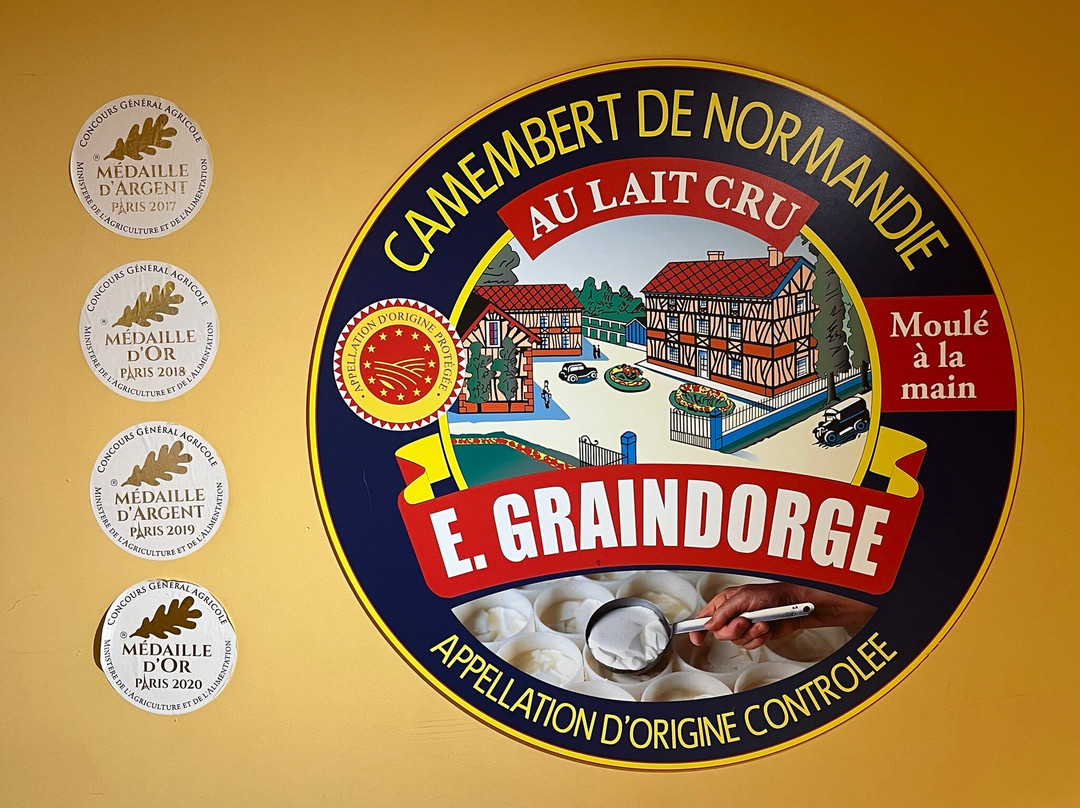 CONCOURS GÉNÉRAL AGRICOLE
®
MÉDAILLE
D'ARGENT
PARIS 2017
MINISTÈRE DE L'AGRICULTURE ET DE L'ALIMENTATION
CONCOURS GÉNÉRAL AGRICOLE
®
MÉDAILLE
D'OR
PARIS 2018
MINISTÈRE DE L'AGRICULTURE ET DE L'ALIMENTATION
CONCOURS GÉNÉRAL AGRICOLE
®
MÉDAILLE
D'ARGENT
PARIS 2019
MINISTÈRE DE L'AGRICULTURE ET DE L'ALIMENTATION
CONCOURS GÉNÉRAL AGRICOLE
®
MÉDAILLE
D'OR
PARIS 2020
MINISTÈRE DE L'AGRICULTURE ET DE L'ALIMENTATION
CAMEMBERT DE NORMANDIE
AU LAIT CRU
APPELLATION D'ORIGINE PROTÉGÉE
Moulé
à la
main
E. GRAINDORGE
APPELLATION D'ORIGINE CONTROLÉE